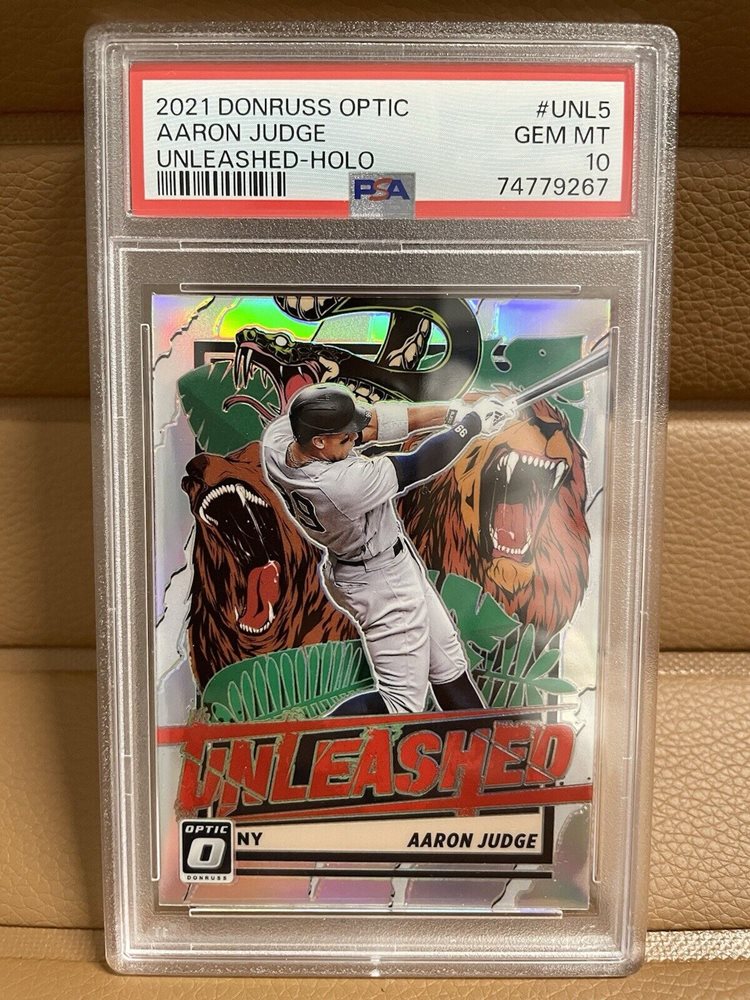 2021 DONRUSS OPTIC #UNL5
AARON JUDGE GEM MT
UNLEASHED-HOLO 10
PSA 74779267
99
UNLEASHED
OPTIC
O
DONRUSS
NY AARON JUDGE